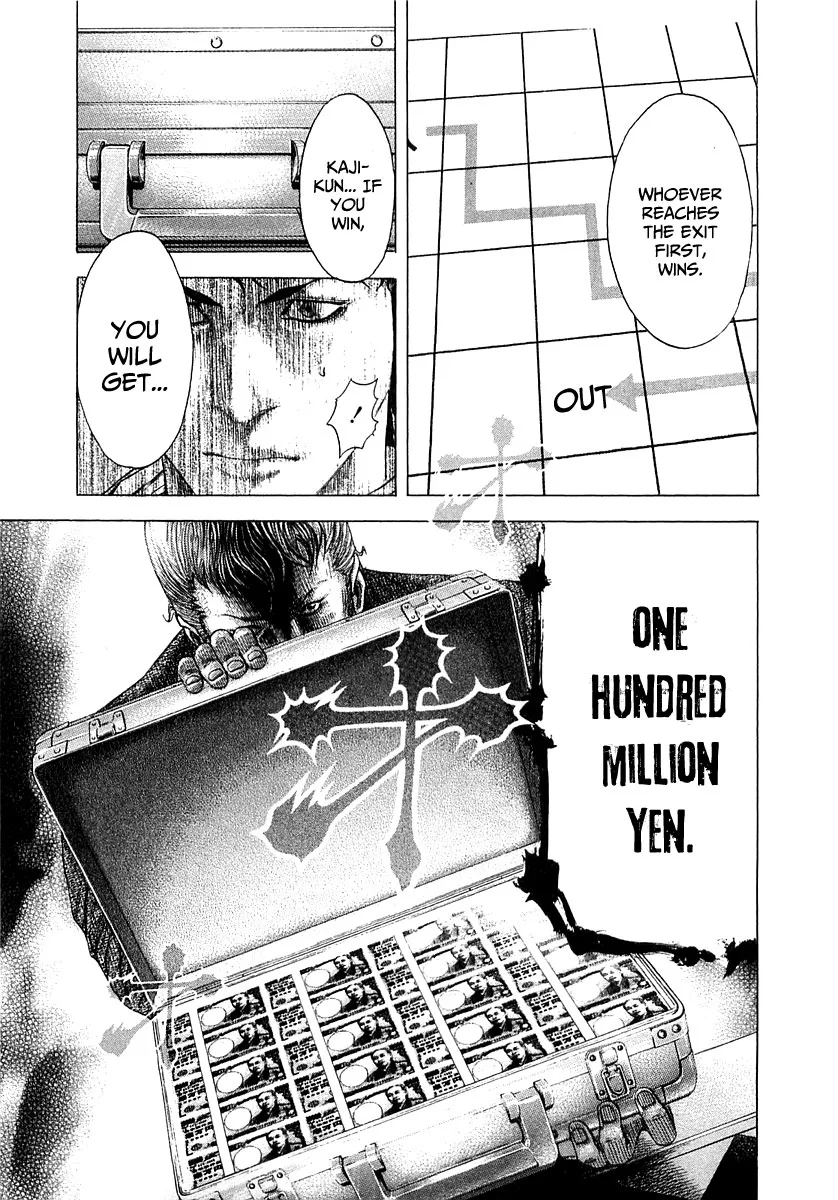 WHOEVER
REACHES
THE EXIT
FIRST,
WINS.
OUT
KAJI-
KUN... IF
YOU
WIN,
YOU
WILL
GET...
!
ONE
HUNDRED
MILLION
YEN.